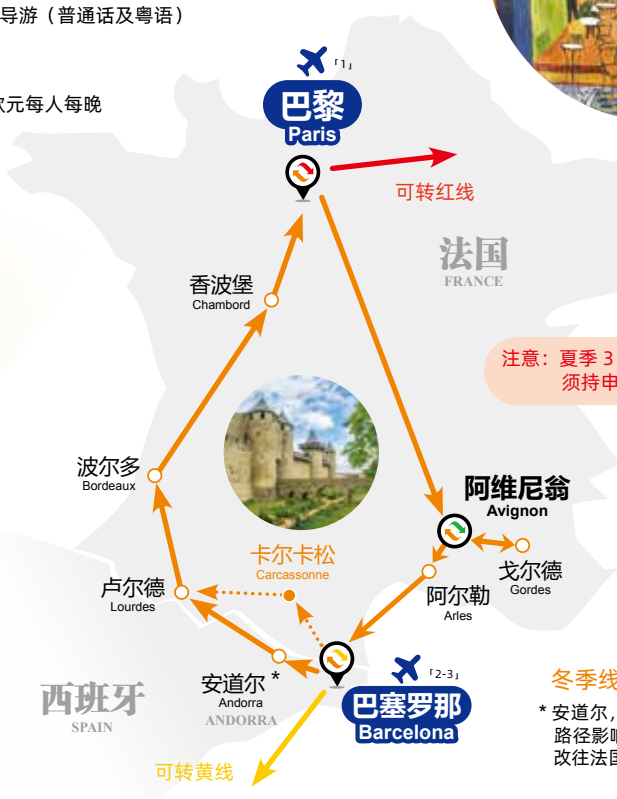 导游（普通话及粤语）
欠元每人每晚
「1」
巴黎
Paris
可转红线
法国
FRANCE
香波堡
Chambord
注意：夏季 3
须持申
波尔多
Bordeaux
阿维尼翁
Avignon
卡尔卡松
Carcassonne
戈尔德
Gordes
卢尔德
Lourdes
阿尔勒
Arles
西班牙
SPAIN
安道尔 *
Andorra
ANDORRA
「2-3」
巴塞罗那
Barcelona
冬季线
* 安道尔，
路径影响
改往法国
可转黄线